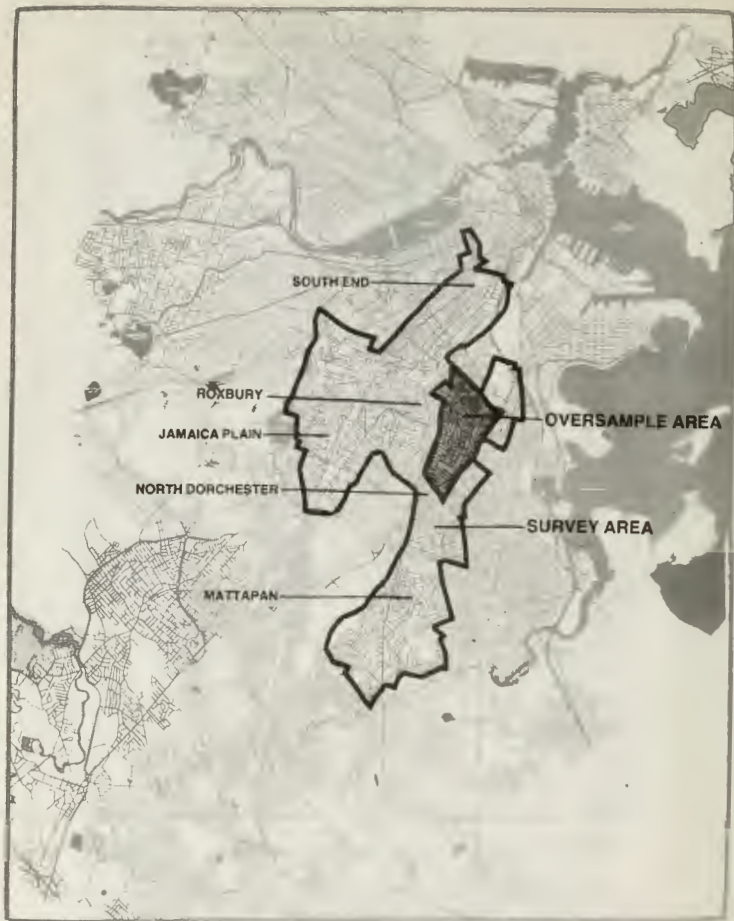 SOUTH END
ROXBURY
OVERSAMPLE AREA
JAMAICA PLAIN
NORTH DORCHESTER
SURVEY AREA
MATTAPAN